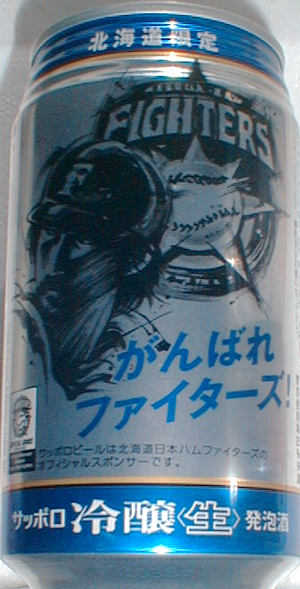 北海道限定
FIGHTERS
がんばれ
ファイターズ!
サッポロビールは北海道日本ハムファイターズの
オフィシャルスポンサーです。
サッポロ 冷醸〈生〉 発泡酒